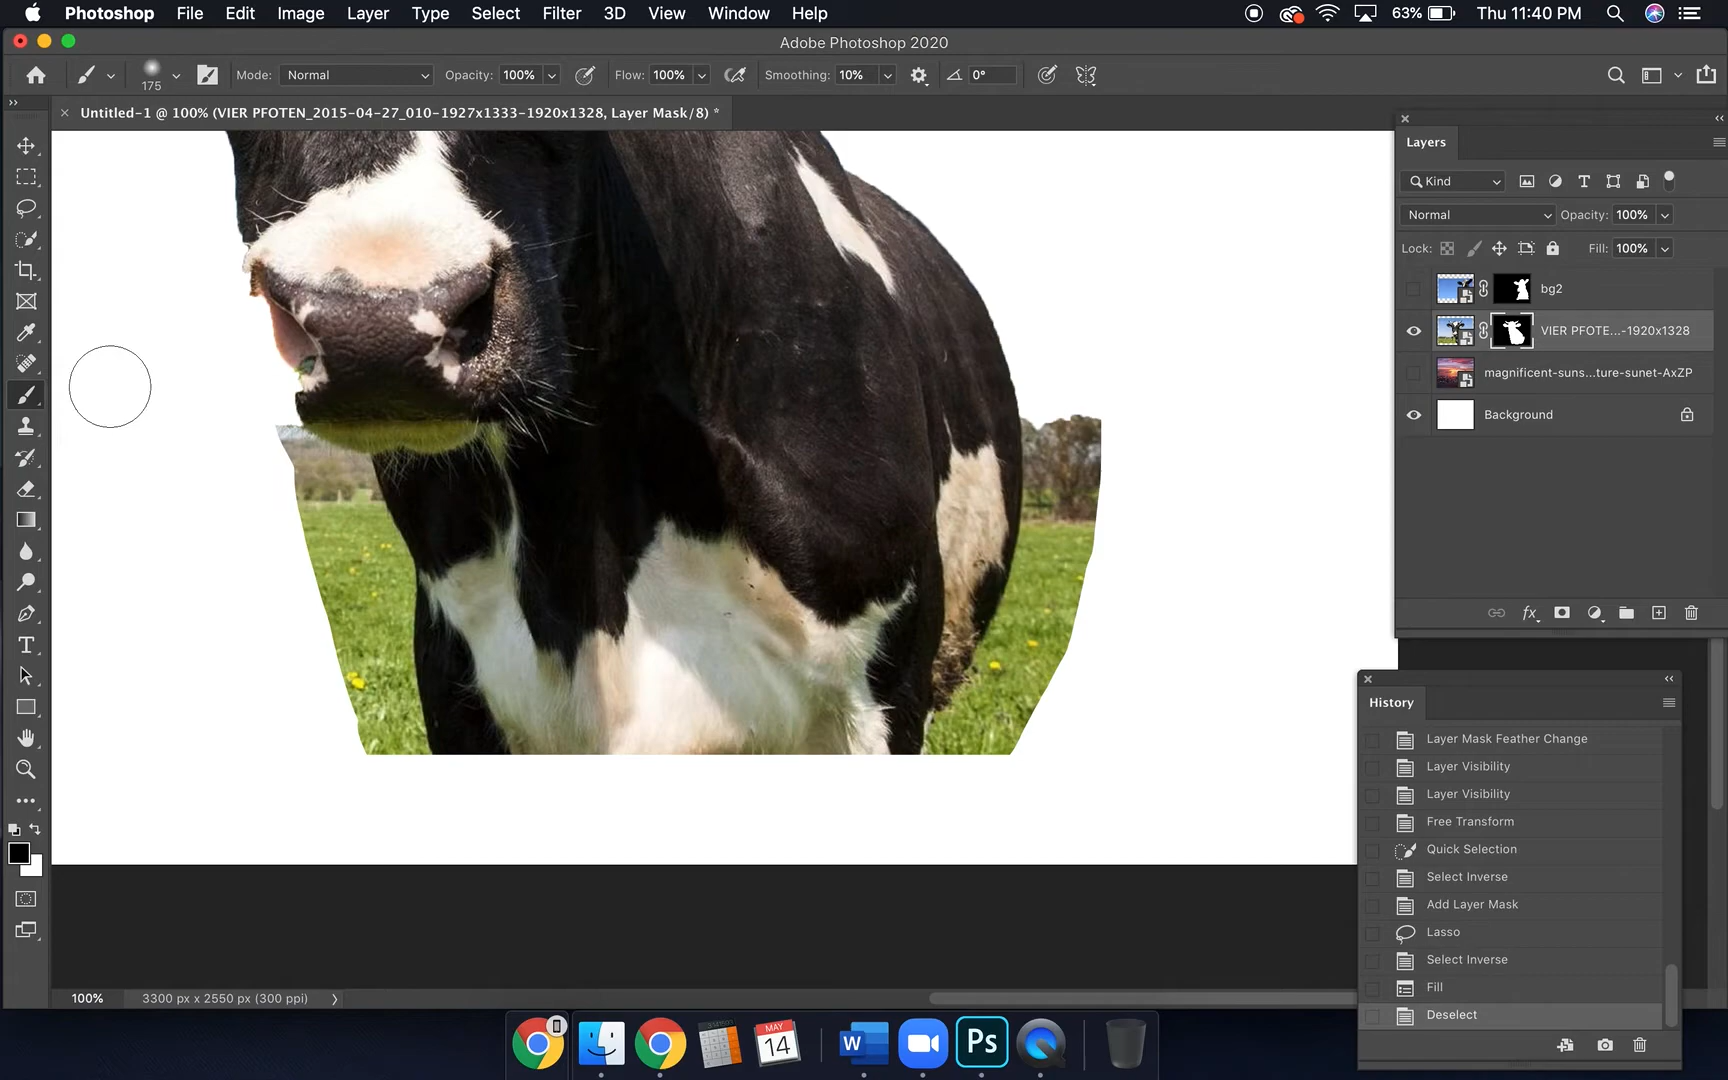 Photoshop File Edit Image Layer Type Select Filter 3D View Window Help 63% Thu 11:40 PM
Adobe Photoshop 2020
175 Mode: Normal Opacity: 100% Flow: 100% Smoothing: 10% 0°
Untitled-1 @ 100% (VIER PFOTEN_2015-04-27_010-1927x1333-1920x1328, Layer Mask/8) *
Layers
Kind
Normal Opacity: 100%
Lock: Fill: 100%
bg2
VIER PFOTE...-1920x1328
magnificent-suns...ture-sunet-AxZP
Background
fx
History
Layer Mask Feather Change
Layer Visibility
Layer Visibility
Free Transform
Quick Selection
Select Inverse
Add Layer Mask
Lasso
Select Inverse
Fill
Deselect
100% 3300 px x 2550 px (300 ppi)
MAY
14
W
Ps